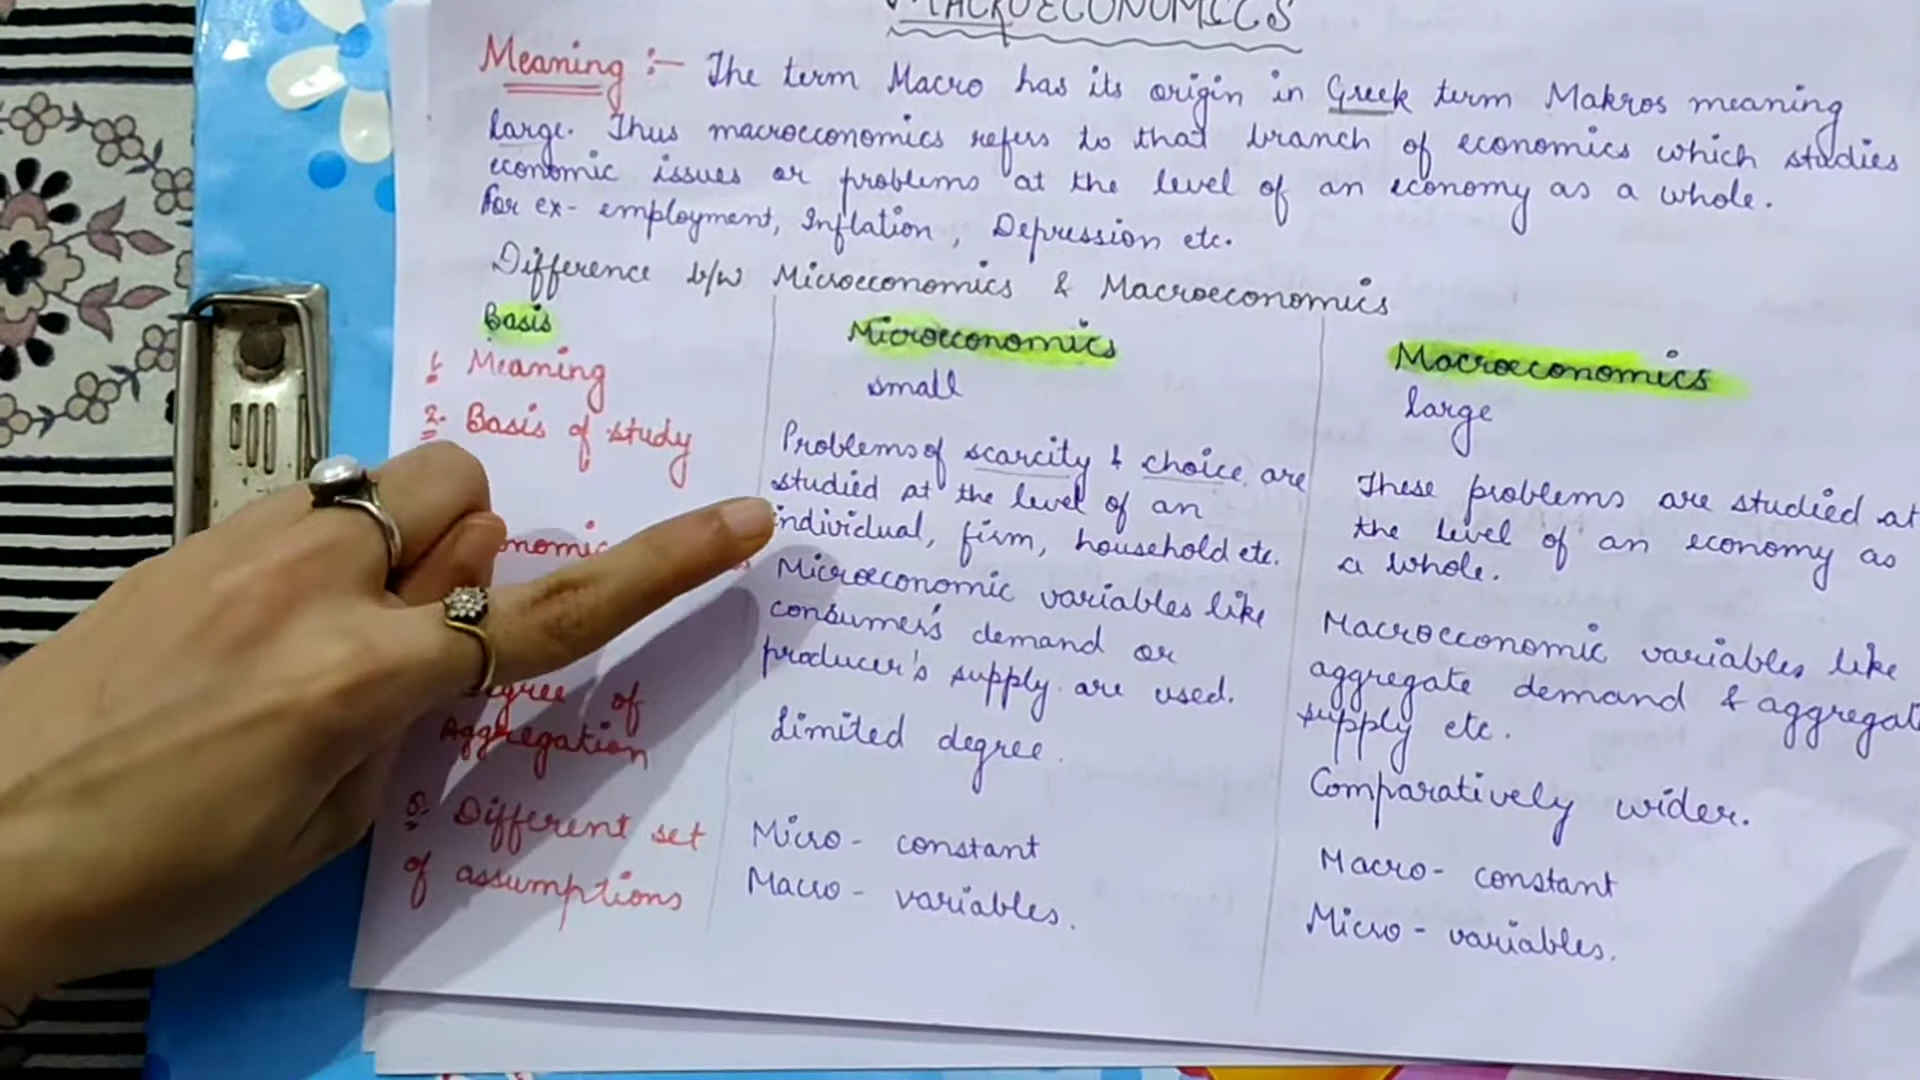 MACROECONOMICS
Meaning :- The term Macro has its origin in Greek term Makros meaning
large. Thus macroeconomics refers to that branch of economics which studies
economic issues or problems at the level of an economy as a whole.
For ex- employment, Inflation, Depression etc.
Difference b/w Microeconomics & Macroeconomics
Basis
1. Meaning
2. Basis of study
Degree of
Aggregation
5. Different set
of assumptions
Microeconomics
small
Problems of scarcity & choice are
studied at the level of an
individual, firm, household etc.
Microeconomic variables like
consumer's demand or
producer's supply are used.
Limited degree.
Micro - constant
Macro - variables.
Macroeconomics
large
These problems are studied at
the level of an economy as
a whole.
Macroeconomic variables like
aggregate demand & aggregate
supply etc.
Comparatively wider.
Macro - constant
Micro - variables.